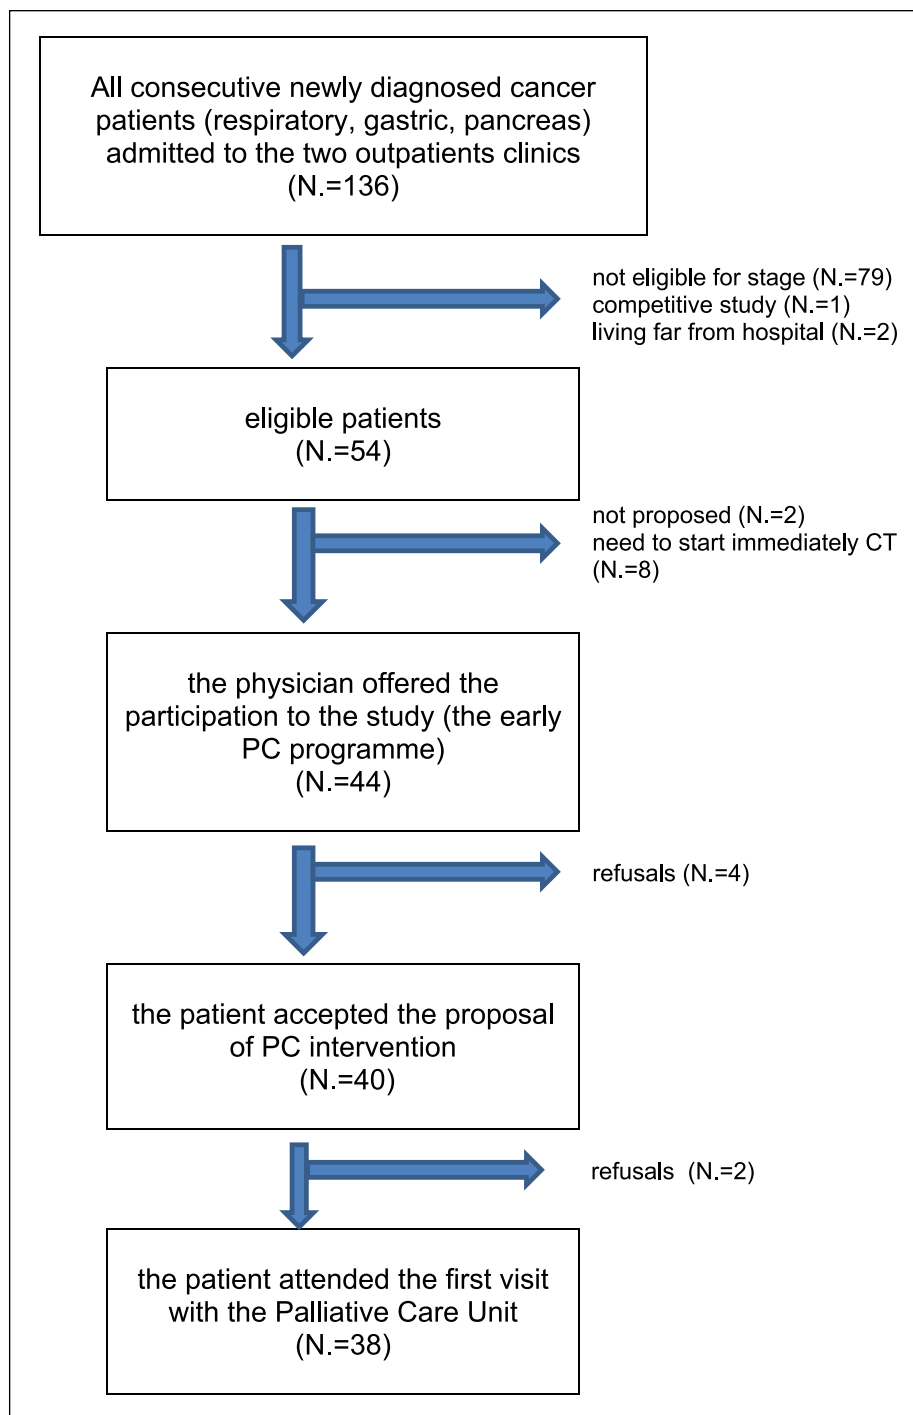 All consecutive newly diagnosed cancer
patients (respiratory, gastric, pancreas)
admitted to the two outpatients clinics
(N.=136)
not eligible for stage (N.=79)
competitive study (N.=1)
living far from hospital (N.=2)
eligible patients
(N.=54)
not proposed (N.=2)
need to start immediately CT
(N.=8)
the physician offered the
participation to the study (the early
PC programme)
(N.=44)
refusals (N.=4)
the patient accepted the proposal
of PC intervention
(N.=40)
refusals (N.=2)
the patient attended the first visit
with the Palliative Care Unit
(N.=38)